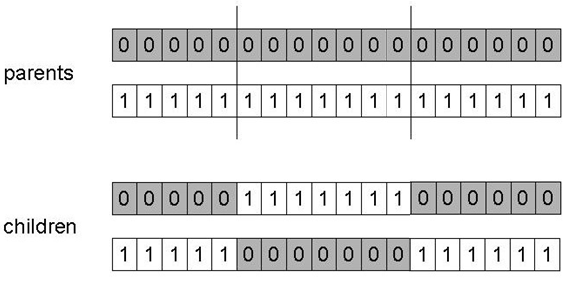 0 0 0 0 0 0 0 0 0 0 0 0 0 0 0 0 0 0
parents
1 1 1 1 1 1 1 1 1 1 1 1 1 1 1 1 1 1
0 0 0 0 0 1 1 1 1 1 1 1 0 0 0 0 0 0
children
1 1 1 1 1 0 0 0 0 0 0 0 1 1 1 1 1 1